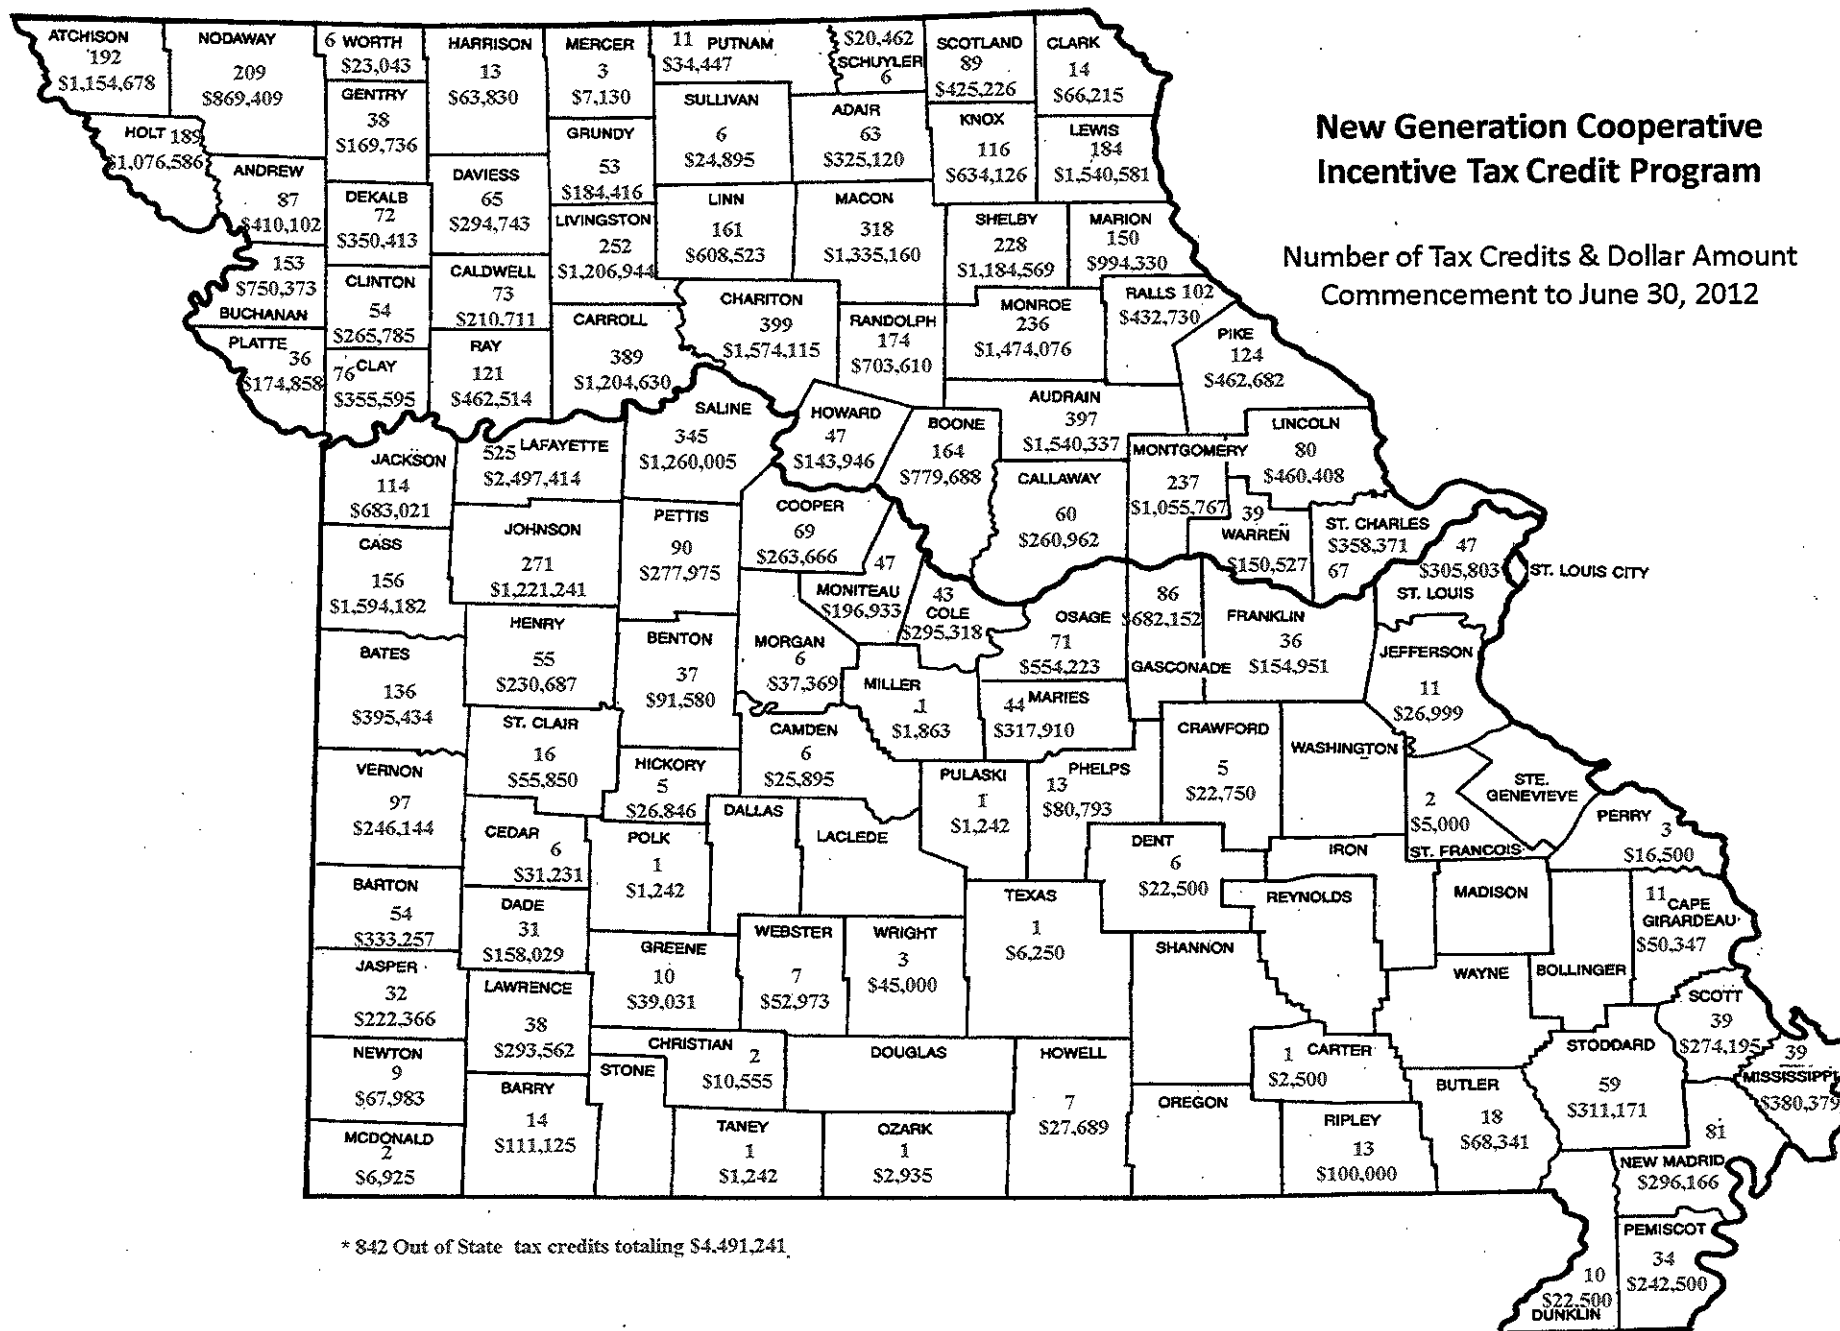 New Generation Cooperative
Incentive Tax Credit Program
Number of Tax Credits & Dollar Amount
Commencement to June 30, 2012
ATCHISON
192
$1,154,678
NODAWAY
209
$869,409
6 WORTH
$23,043
HARRISON
13
$63,830
MERCER
3
$7,130
11 PUTNAM
$34,447
$20,462
SCHUYLER
6
SCOTLAND
89
$425,226
CLARK
14
$66,215
GENTRY
38
$169,736
SULLIVAN
6
$24,895
ADAIR
63
$325,120
KNOX
116
$634,126
LEWIS
184
$1,540,581
HOLT 189
$1,076,586
GRUNDY
53
$184,416
ANDREW
87
$410,102
DEKALB
72
$350,413
DAVIESS
65
$294,743
LIVINGSTON
252
$1,206,944
LINN
161
$608,523
MACON
318
$1,335,160
SHELBY
228
$1,184,569
MARION
150
$994,330
153
$750,373
BUCHANAN
CLINTON
54
$265,785
CALDWELL
73
$210,711
CARROLL
389
$1,204,630
CHARITON
399
$1,574,115
RANDOLPH
174
$703,610
MONROE
236
$1,474,076
RALLS 102
$432,730
PIKE
124
$462,682
PLATTE
36
$174,858
76 CLAY
$355,595
RAY
121
$462,514
AUDRAIN
397
$1,540,337
JACKSON
114
$683,021
525 LAFAYETTE
$2,497,414
SALINE
345
$1,260,005
HOWARD
47
$143,946
BOONE
164
$779,688
CALLAWAY
60
$260,962
MONTGOMERY
237
$1,055,767
LINCOLN
80
$460,408
39
WARREN
$150,527
ST. CHARLES
$358,371
67
47
$305,803
ST. LOUIS
ST. LOUIS CITY
CASS
156
$1,594,182
JOHNSON
271
$1,221,241
PETTIS
90
$277,975
COOPER
69
$263,666
47
MONITEAU
$196,933
43
COLE
$295,318
OSAGE
71
$554,223
86
$682,152
GASCONADE
FRANKLIN
36
$154,951
JEFFERSON
11
$26,999
BATES
136
$395,434
HENRY
55
$230,687
BENTON
37
$91,580
MORGAN
6
$37,369
MILLER
1
$1,863
44 MARIES
$317,910
ST. CLAIR
16
$55,850
CAMDEN
6
$25,895
CRAWFORD
5
$22,750
WASHINGTON
VERNON
97
$246,144
HICKORY
5
$26,846
DALLAS
LACLEDE
PULASKI
1
$1,242
PHELPS
13
$80,793
STE.
GENEVIEVE
2
$5,000
ST. FRANCOIS
PERRY
3
$16,500
CEDAR
6
$31,231
POLK
1
$1,242
DENT
6
$22,500
IRON
BARTON
54
$333,257
DADE
31
$158,029
TEXAS
1
$6,250
REYNOLDS
MADISON
11
CAPE
GIRARDEAU
$50,347
GREENE
10
$39,031
WEBSTER
7
$52,973
WRIGHT
3
$45,000
SHANNON
WAYNE
BOLLINGER
JASPER
32
$222,366
LAWRENCE
38
$293,562
SCOTT
39
$274,195
NEWTON
9
$67,983
CHRISTIAN 2
$10,555
STONE
DOUGLAS
HOWELL
7
$27,689
1 CARTER
$2,500
STODDARD
59
$311,171
39
MISSISSIPPI
$380,379
BARRY
14
$111,125
OREGON
BUTLER
18
$68,341
MCDONALD
2
$6,925
TANEY
1
$1,242
OZARK
1
$2,935
RIPLEY
13
$100,000
81
NEW MADRID
$296,166
PEMISCOT
34
$242,500
10
$22,500
DUNKLIN
* 842 Out of State tax credits totaling $4,491,241